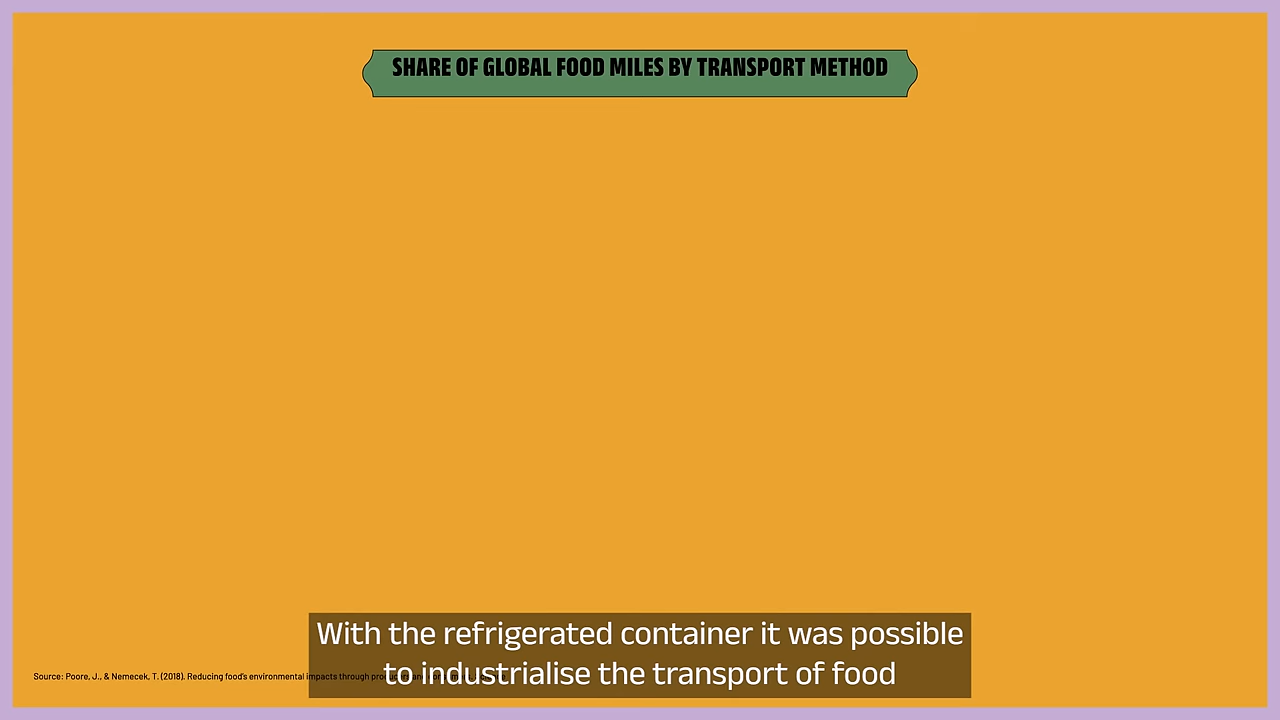 SHARE OF GLOBAL FOOD MILES BY TRANSPORT METHOD
With the refrigerated container it was possible
to industrialise the transport of food
Source: Poore, J., & Nemecek, T. (2018). Reducing food's environmental impacts through